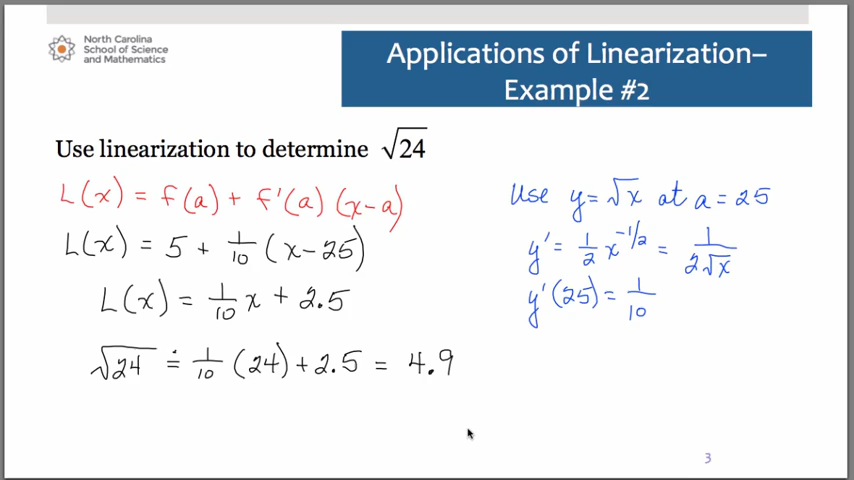 North Carolina
School of Science
and Mathematics
Applications of Linearization–
Example #2
Use linearization to determine √24
L(x) = f(a) + f'(a) (x-a)
L(x) = 5 + 1/10 (x-25)
L(x) = 1/10 x + 2.5
√24 ≐ 1/10 (24) + 2.5 = 4.9
Use y = √x at a = 25
y' = 1/2 x^(-1/2) = 1/(2√x)
y'(25) = 1/10
3